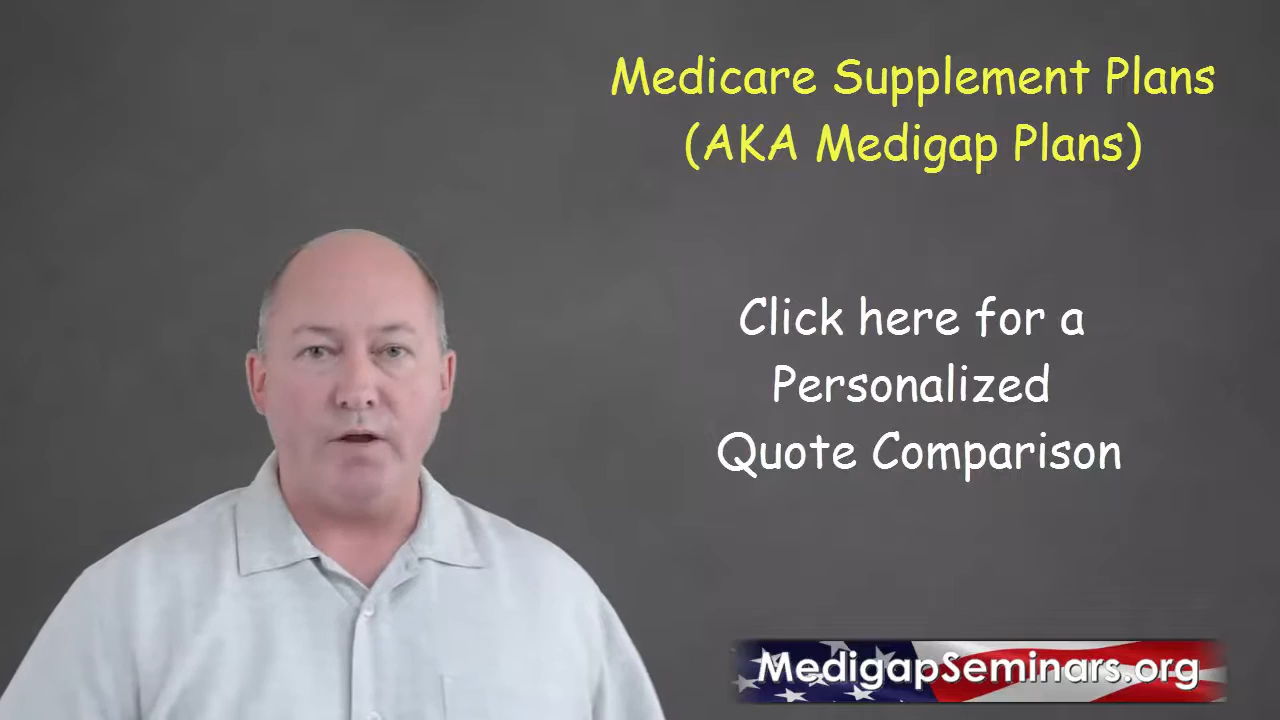 Medicare Supplement Plans
(AKA Medigap Plans)
Click here for a
Personalized
Quote Comparison
MedigapSeminars.org